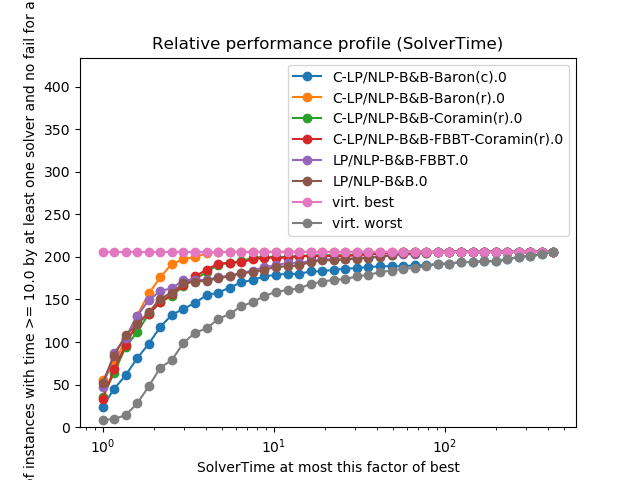 Relative performance profile (SolverTime)
of instances with time >= 10.0 by at least one solver and no fail for a
400
350
300
250
200
150
100
50
0
C-LP/NLP-B&B-Baron(c).0
C-LP/NLP-B&B-Baron(r).0
C-LP/NLP-B&B-Coramin(r).0
C-LP/NLP-B&B-FBBT-Coramin(r).0
LP/NLP-B&B-FBBT.0
LP/NLP-B&B.0
virt. best
virt. worst
10⁰ 10¹ 10²
SolverTime at most this factor of best